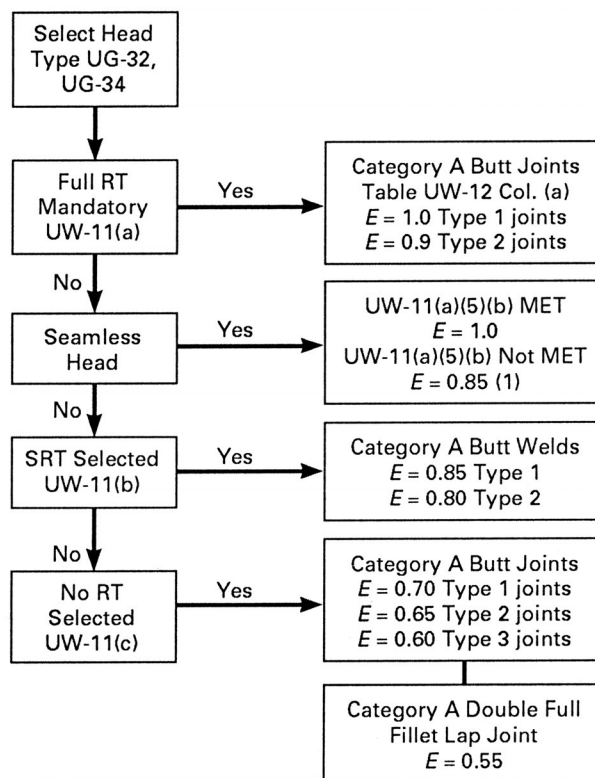 Select Head
Type UG-32,
UG-34
Full RT
Mandatory
UW-11(a)
Yes
Category A Butt Joints
Table UW-12 Col. (a)
E = 1.0 Type 1 joints
E = 0.9 Type 2 joints
No
Seamless
Head
Yes
UW-11(a)(5)(b) MET
E = 1.0
UW-11(a)(5)(b) Not MET
E = 0.85 (1)
No
SRT Selected
UW-11(b)
Yes
Category A Butt Welds
E = 0.85 Type 1
E = 0.80 Type 2
No
No RT
Selected
UW-11(c)
Yes
Category A Butt Joints
E = 0.70 Type 1 joints
E = 0.65 Type 2 joints
E = 0.60 Type 3 joints
Category A Double Full
Fillet Lap Joint
E = 0.55